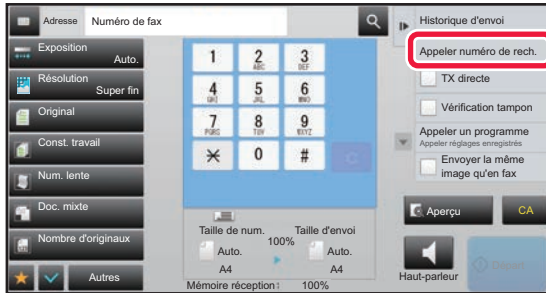 Adresse
Numéro de fax
Historique d'envoi
Appeler numéro de rech.
TX directe
Vérification tampon
Appeler un programme
Appeler réglages enregistrés
Envoyer la même
image qu'en fax
Aperçu
CA
Haut-parleur
Départ
Exposition
Auto.
Résolution
Super fin
Original
Const. travail
Num. lente
Doc. mixte
Nombre d'originaux
Autres
1
2
ABC
3
DEF
4
GHI
5
JKL
6
MNO
7
PQRS
8
TUV
9
WXYZ
0
#
C
Taille de num.
Taille d'envoi
100%
Auto.
Auto.
A4
A4
Mémoire réception:
100%